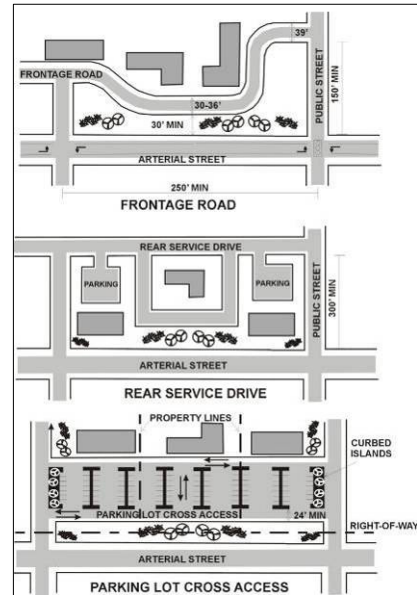 39'
FRONTAGE ROAD
30-36'
30' MIN
PUBLIC STREET
150' MIN
ARTERIAL STREET
250' MIN
FRONTAGE ROAD
REAR SERVICE DRIVE
PARKING
PARKING
PUBLIC STREET
300' MIN
ARTERIAL STREET
REAR SERVICE DRIVE
PROPERTY LINES
CURBED
ISLANDS
PARKING LOT CROSS ACCESS
24' MIN
RIGHT-OF-WAY
ARTERIAL STREET
PARKING LOT CROSS ACCESS